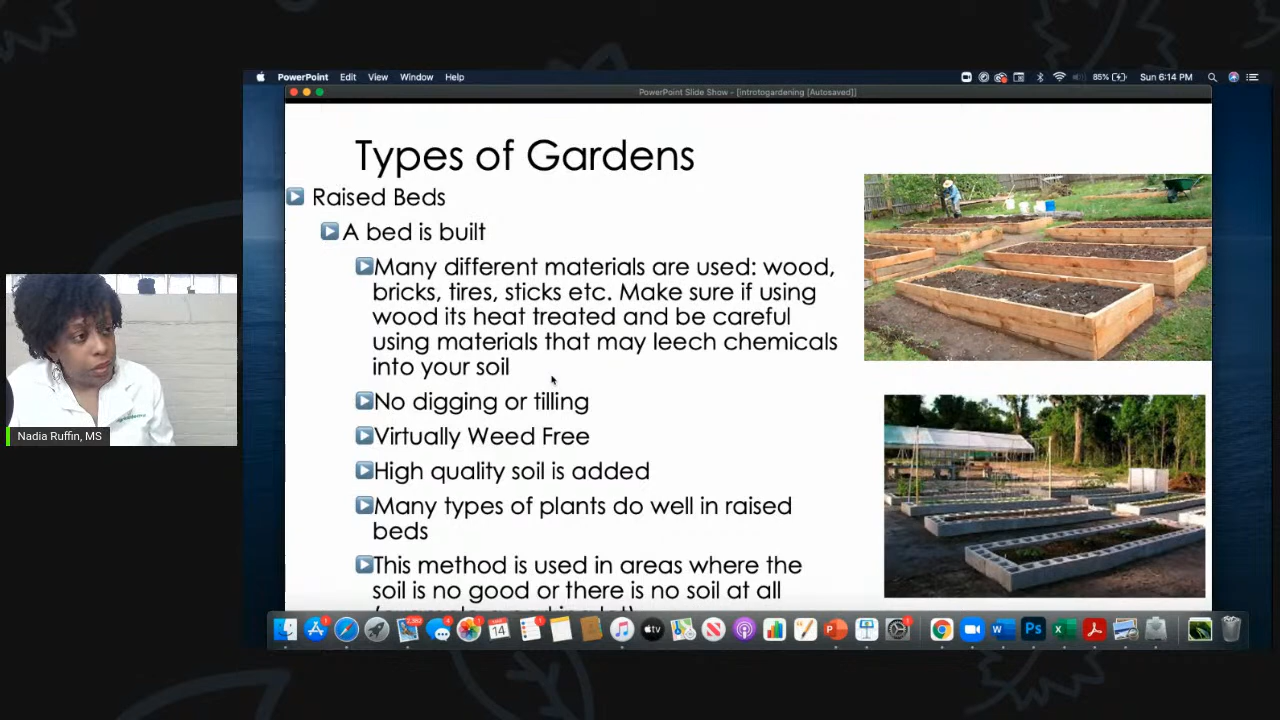 PowerPoint Edit View Window Help
85% Sun 6:14 PM
PowerPoint Slide Show - [introtogardening [Autosaved]]
Types of Gardens
Raised Beds
A bed is built
Many different materials are used: wood,
bricks, tires, sticks etc. Make sure if using
wood its heat treated and be careful
using materials that may leech chemicals
into your soil
No digging or tilling
Virtually Weed Free
High quality soil is added
Many types of plants do well in raised
beds
This method is used in areas where the
soil is no good or there is no soil at all
Nadia Ruffin, MS
14
tv
W
Ps
X